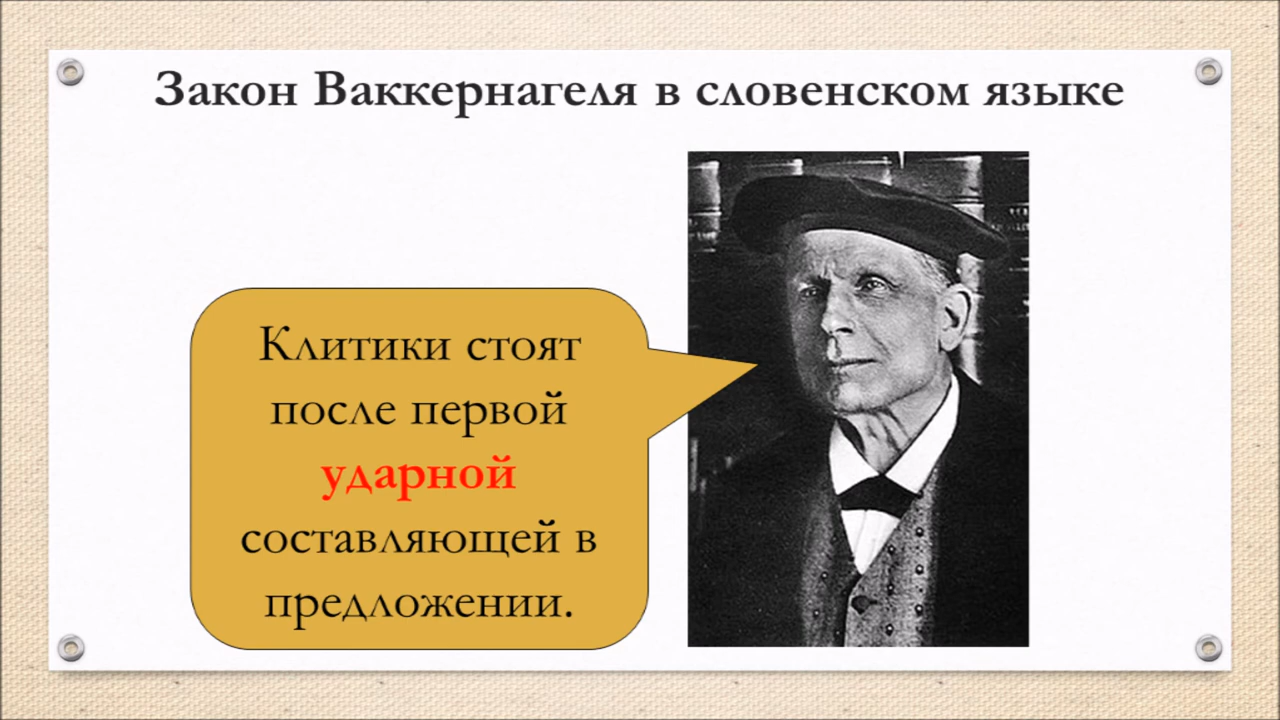 Закон Ваккернагеля в словенском языке
Клитики стоят
после первой
ударной
составляющей в
предложении.